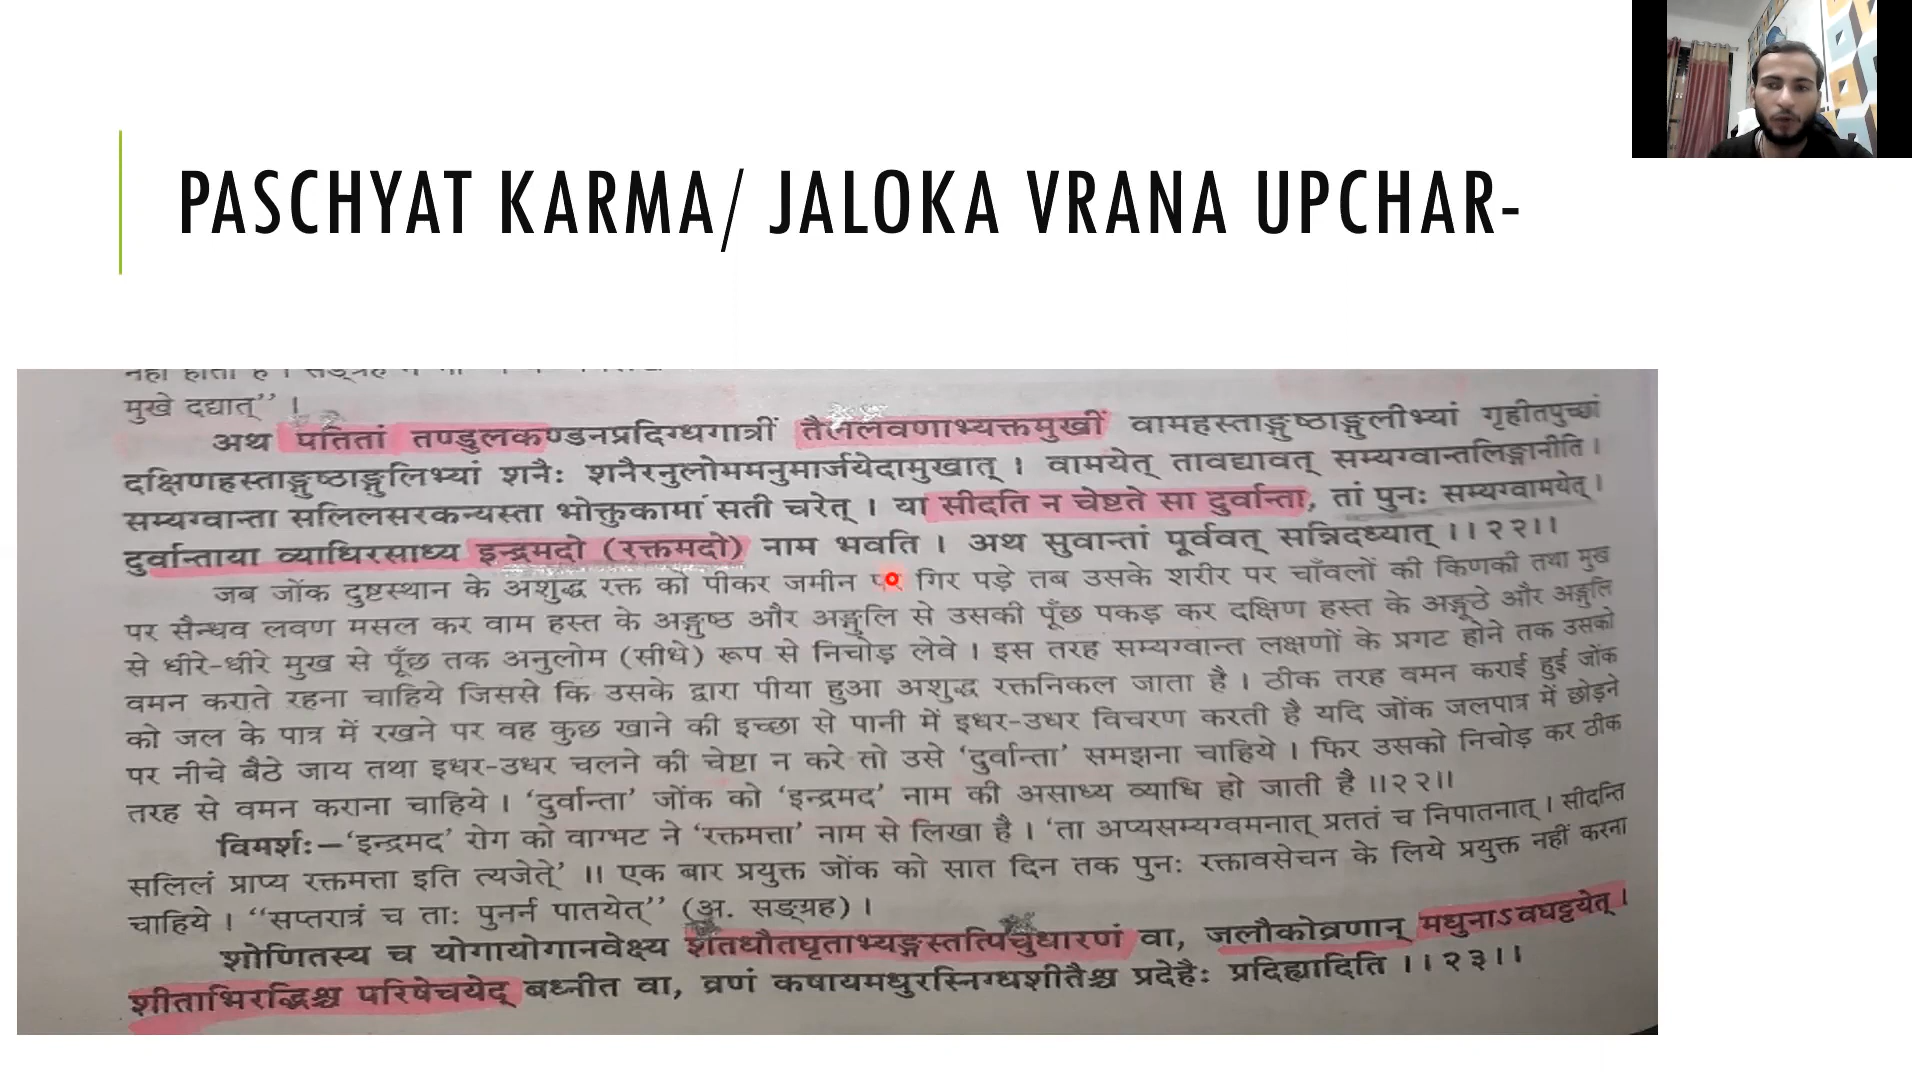 PASCHYAT KARMA/ JALOKA VRANA UPCHAR-
मुखे दद्यात्’’ ।
अथ पतितां तण्डुलकण्डनप्रदिग्धगात्रीं तैललवणाभ्यक्तमुखीं वामहस्ताङ्गुष्ठाङ्गुलीभ्यां गृहीतपुच्छां
दक्षिणहस्ताङ्गुष्ठाङ्गुलिभ्यां शनैः शनैरनुलोममनुमार्जयेदामुखात् । वामयेत् तावद्यावत् सम्यग्वान्तलिङ्गानीति ।
सम्यग्वान्ता सलिलसरकन्यस्ता भोक्तुकामा सती चरेत् । या सीदति न चेष्टते सा दुर्वान्ता, तां पुनः सम्यग्वामयेत् ।
दुर्वान्ताया व्याधिरसाध्य इन्द्रमदो (रक्तमदो) नाम भवति । अथ सुवान्तां पूर्ववत् सन्निदध्यात् ।।२२।।
जब जोंक दुष्टस्थान के अशुद्ध रक्त को पीकर जमीन पर गिर पड़े तब उसके शरीर पर चाँवलों की किणकी तथा मुख
पर सैन्धव लवण मसल कर वाम हस्त के अङ्गुष्ठ और अङ्गुलि से उसकी पूँछ पकड़ कर दक्षिण हस्त के अङ्गूठे और अङ्गुलि
से धीरे-धीरे मुख से पूँछ तक अनुलोम (सीधे) रूप से निचोड़ लेवे । इस तरह सम्यग्वान्त लक्षणों के प्रगट होने तक उसको
वमन कराते रहना चाहिये जिससे कि उसके द्वारा पीया हुआ अशुद्ध रक्तनिकल जाता है । ठीक तरह वमन कराई हुई जोंक
को जल के पात्र में रखने पर वह कुछ खाने की इच्छा से पानी में इधर-उधर विचरण करती है यदि जोंक जलपात्र में छोड़ने
पर नीचे बैठे जाय तथा इधर-उधर चलने की चेष्टा न करे तो उसे ‘दुर्वान्ता’ समझना चाहिये । फिर उसको निचोड़ कर ठीक
तरह से वमन कराना चाहिये । ‘दुर्वान्ता’ जोंक को ‘इन्द्रमद’ नाम की असाध्य व्याधि हो जाती है ।।२२।।
विमर्शः—‘इन्द्रमद’ रोग को वाग्भट ने ‘रक्तमत्ता’ नाम से लिखा है । ‘ता अप्यसम्यग्वमनात् प्रततं च निपातनात् । सीदन्ति
सलिलं प्राप्य रक्तमत्ता इति त्यजेत्’ ।। एक बार प्रयुक्त जोंक को सात दिन तक पुनः रक्तावसेचन के लिये प्रयुक्त नहीं करना
चाहिये । ‘‘सप्तरात्रं च ताः पुनर्न पातयेत्’’ (अ. सङ्ग्रह) ।
शोणितस्य च योगायोगानवेक्ष्य शतधौतघृताभ्यङ्गस्तत्पिचुधारणं वा, जलौकोव्रणान् मधुनाऽवघट्टयेत् ।
शीताभिरद्भिश्च परिषेचयेद् बध्नीत वा, व्रणं कषायमधुरस्निग्धशीतैश्च प्रदेहैः प्रदिह्यादिति ।।२३।।